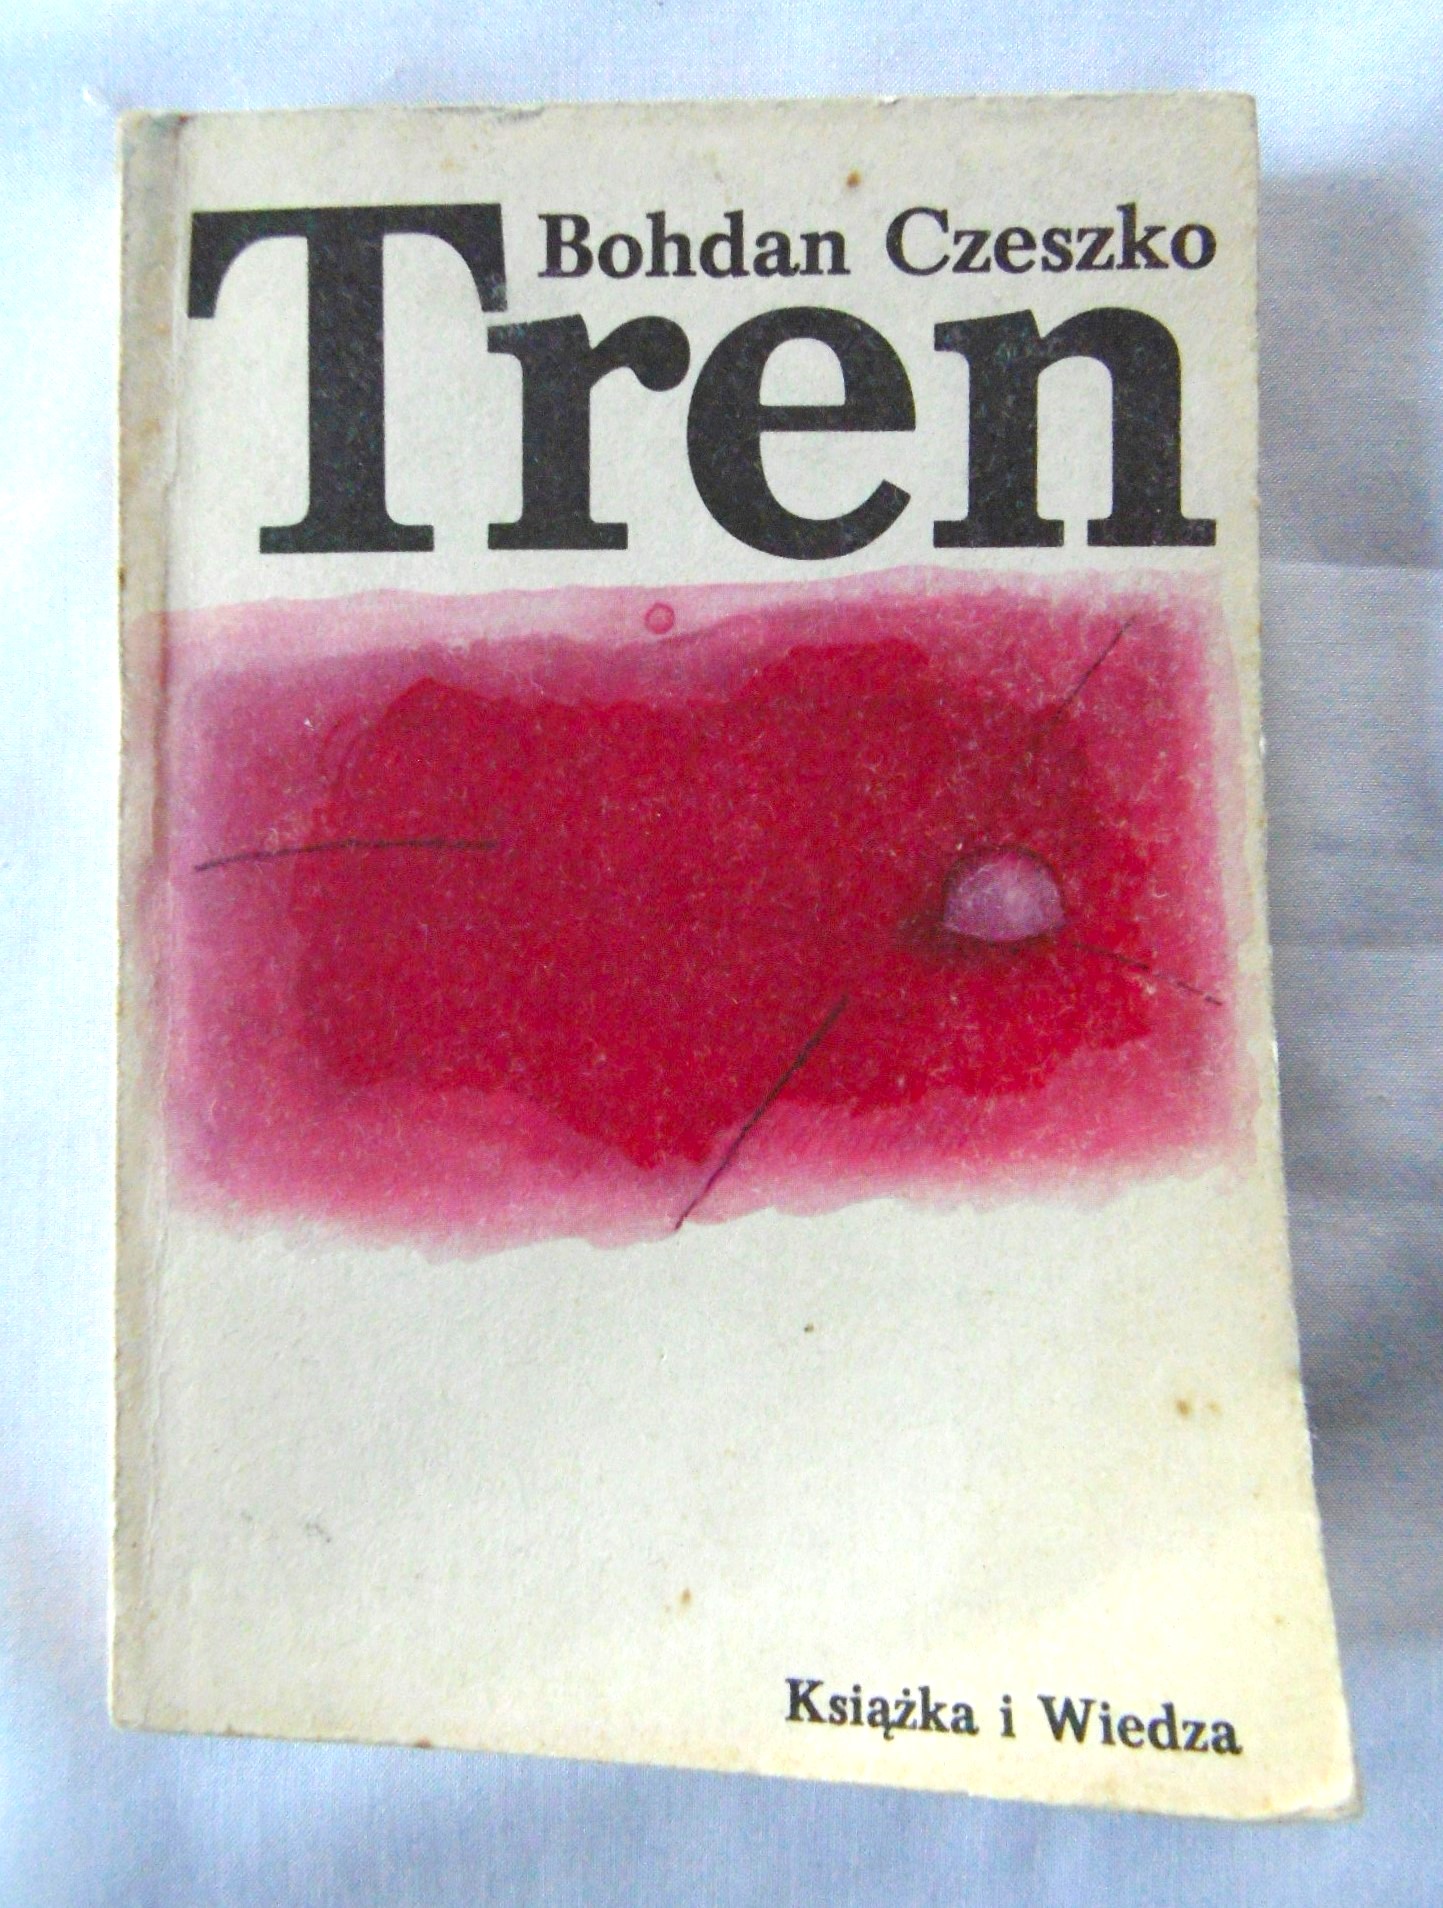 Bohdan Czeszko
Tren
Książka i Wiedza